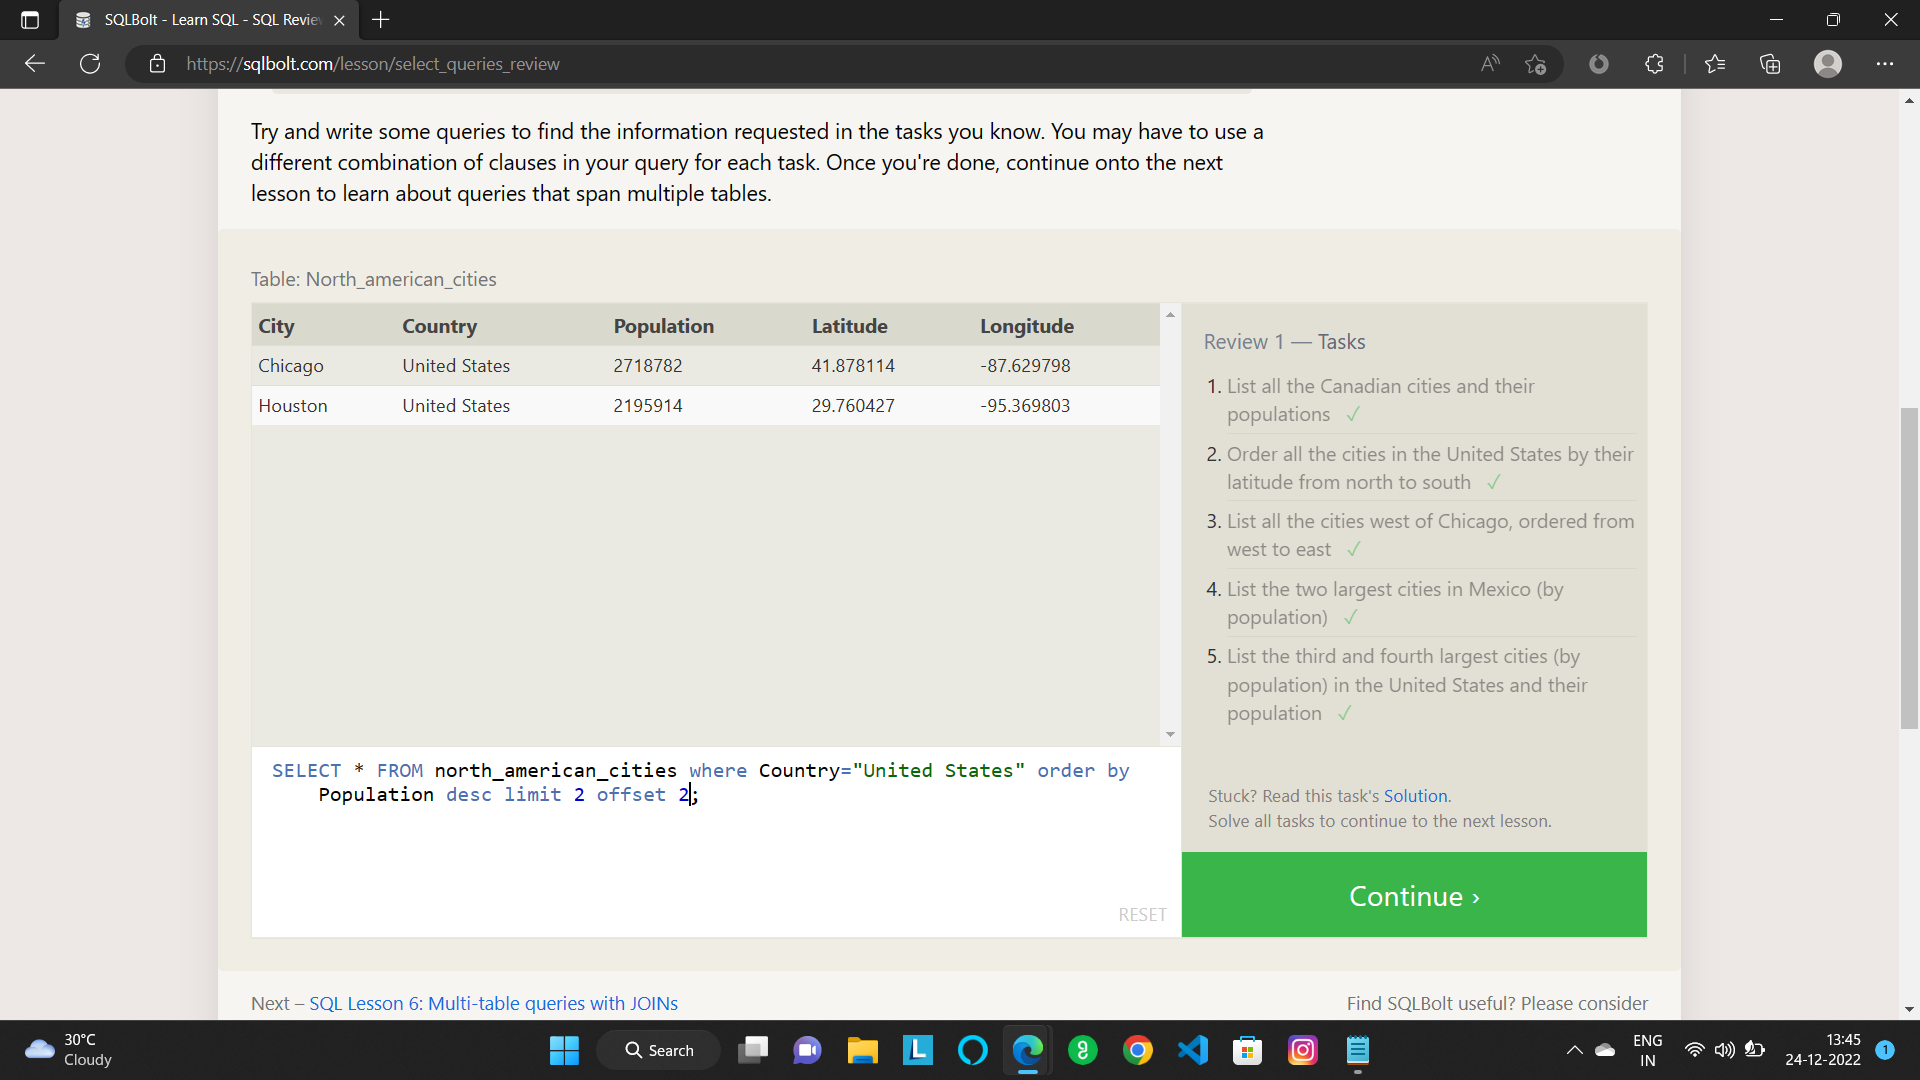 SQLBolt - Learn SQL - SQL Revie
https://sqlbolt.com/lesson/select_queries_review
Try and write some queries to find the information requested in the tasks you know. You may have to use a
different combination of clauses in your query for each task. Once you're done, continue onto the next
lesson to learn about queries that span multiple tables.
Table: North_american_cities
City Country Population Latitude Longitude
Chicago United States 2718782 41.878114 -87.629798
Houston United States 2195914 29.760427 -95.369803
SELECT * FROM north_american_cities where Country="United States" order by
Population desc limit 2 offset 2;
RESET
Review 1 — Tasks
1. List all the Canadian cities and their
populations ✓
2. Order all the cities in the United States by their
latitude from north to south ✓
3. List all the cities west of Chicago, ordered from
west to east ✓
4. List the two largest cities in Mexico (by
population) ✓
5. List the third and fourth largest cities (by
population) in the United States and their
population ✓
Stuck? Read this task's Solution.
Solve all tasks to continue to the next lesson.
Continue ›
Next – SQL Lesson 6: Multi-table queries with JOINs
Find SQLBolt useful? Please consider
30°C
Cloudy
Search
ENG
IN
13:45
24-12-2022
1